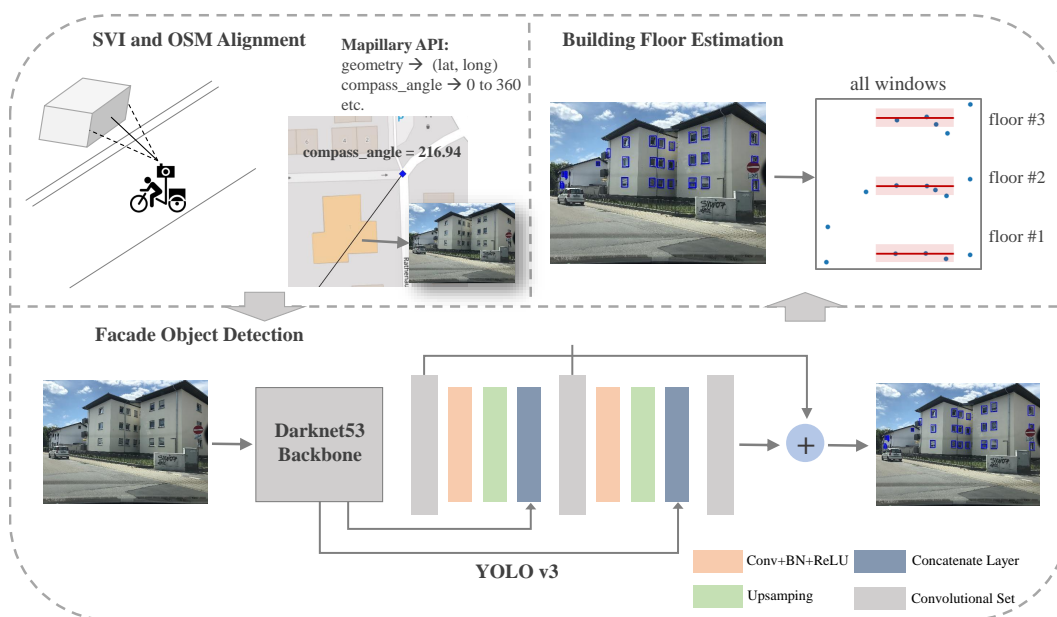 SVI and OSM Alignment
Mapillary API:
geometry → (lat, long)
compass_angle → 0 to 360
etc.
compass_angle = 216.94
P
Building Floor Estimation
all windows
floor #3
floor #2
floor #1
Facade Object Detection
Darknet53
Backbone
+
YOLO v3
Conv+BN+ReLU
Concatenate Layer
Upsamping
Convolutional Set